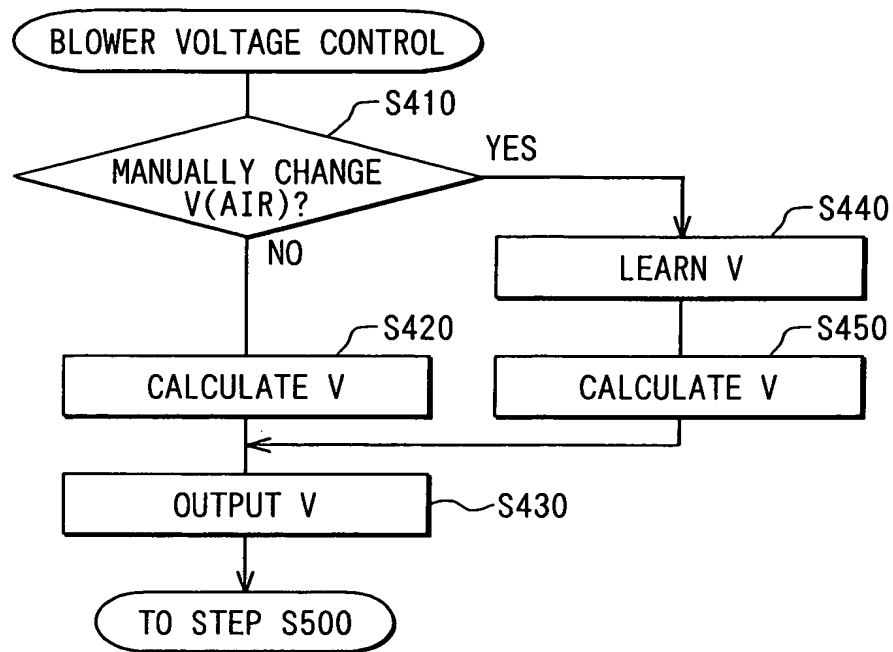 BLOWER VOLTAGE CONTROL
S410
MANUALLY CHANGE
V(AIR)?
YES
NO
S440
LEARN V
S420
CALCULATE V
S450
CALCULATE V
OUTPUT V
S430
TO STEP S500